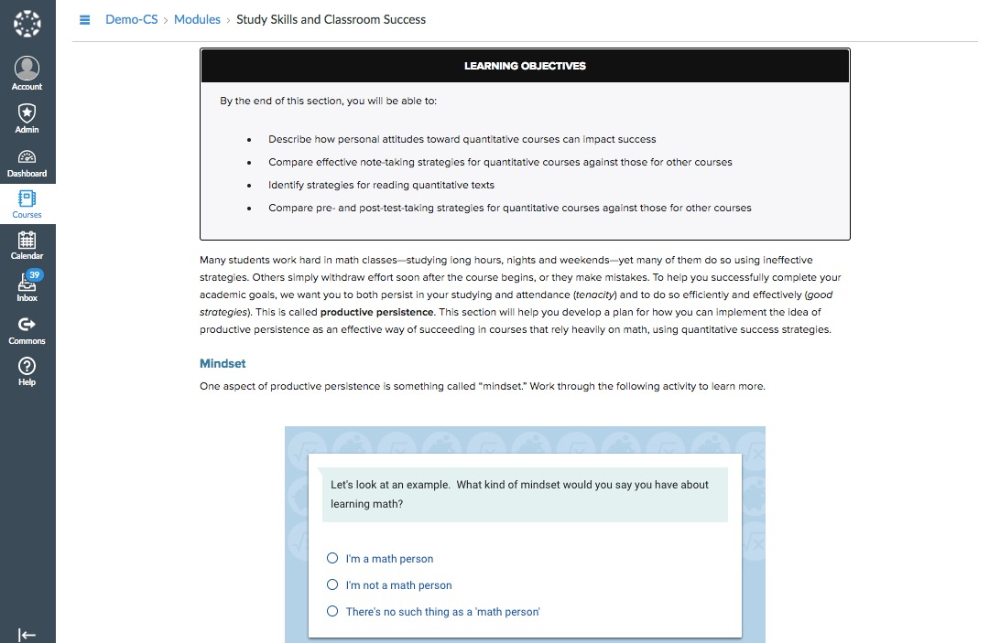 Demo-CS > Modules > Study Skills and Classroom Success
Account
Admin
Dashboard
Courses
Calendar
39
Inbox
Commons
Help
LEARNING OBJECTIVES
By the end of this section, you will be able to:
• Describe how personal attitudes toward quantitative courses can impact success
• Compare effective note-taking strategies for quantitative courses against those for other courses
• Identify strategies for reading quantitative texts
• Compare pre- and post-test-taking strategies for quantitative courses against those for other courses
Many students work hard in math classes—studying long hours, nights and weekends—yet many of them do so using ineffective
strategies. Others simply withdraw effort soon after the course begins, or they make mistakes. To help you successfully complete your
academic goals, we want you to both persist in your studying and attendance (tenacity) and to do so efficiently and effectively (good
strategies). This is called productive persistence. This section will help you develop a plan for how you can implement the idea of
productive persistence as an effective way of succeeding in courses that rely heavily on math, using quantitative success strategies.
Mindset
One aspect of productive persistence is something called “mindset.” Work through the following activity to learn more.
Let's look at an example. What kind of mindset would you say you have about
learning math?
I'm a math person
I'm not a math person
There's no such thing as a 'math person'